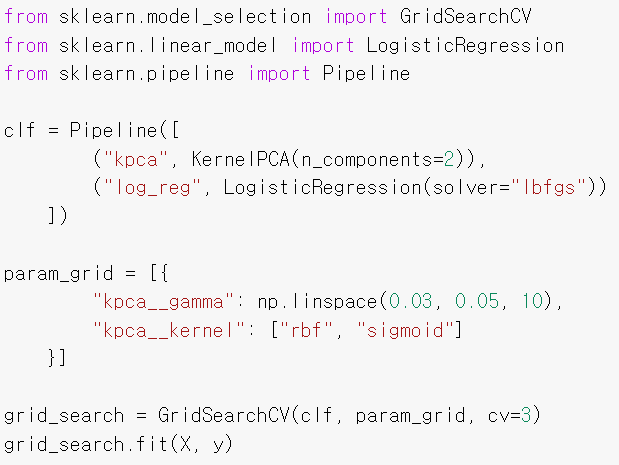 from sklearn.model_selection import GridSearchCV
from sklearn.linear_model import LogisticRegression
from sklearn.pipeline import Pipeline

clf = Pipeline([
        ("kpca", KernelPCA(n_components=2)),
        ("log_reg", LogisticRegression(solver="lbfgs"))
    ])

param_grid = [{
        "kpca__gamma": np.linspace(0.03, 0.05, 10),
        "kpca__kernel": ["rbf", "sigmoid"]
    }]

grid_search = GridSearchCV(clf, param_grid, cv=3)
grid_search.fit(X, y)